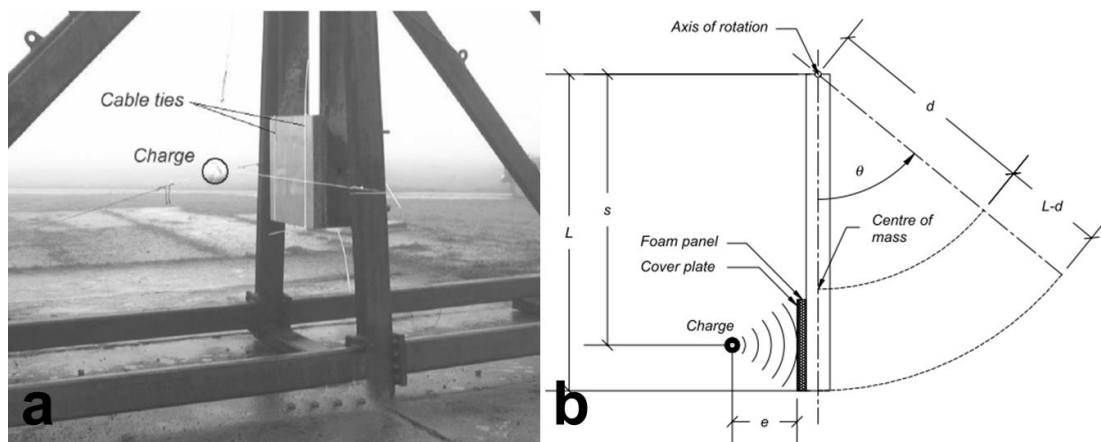 Cable ties
Charge
a
Axis of rotation
d
θ
L
s
L-d
Centre of
mass
Foam panel
Cover plate
Charge
e
b